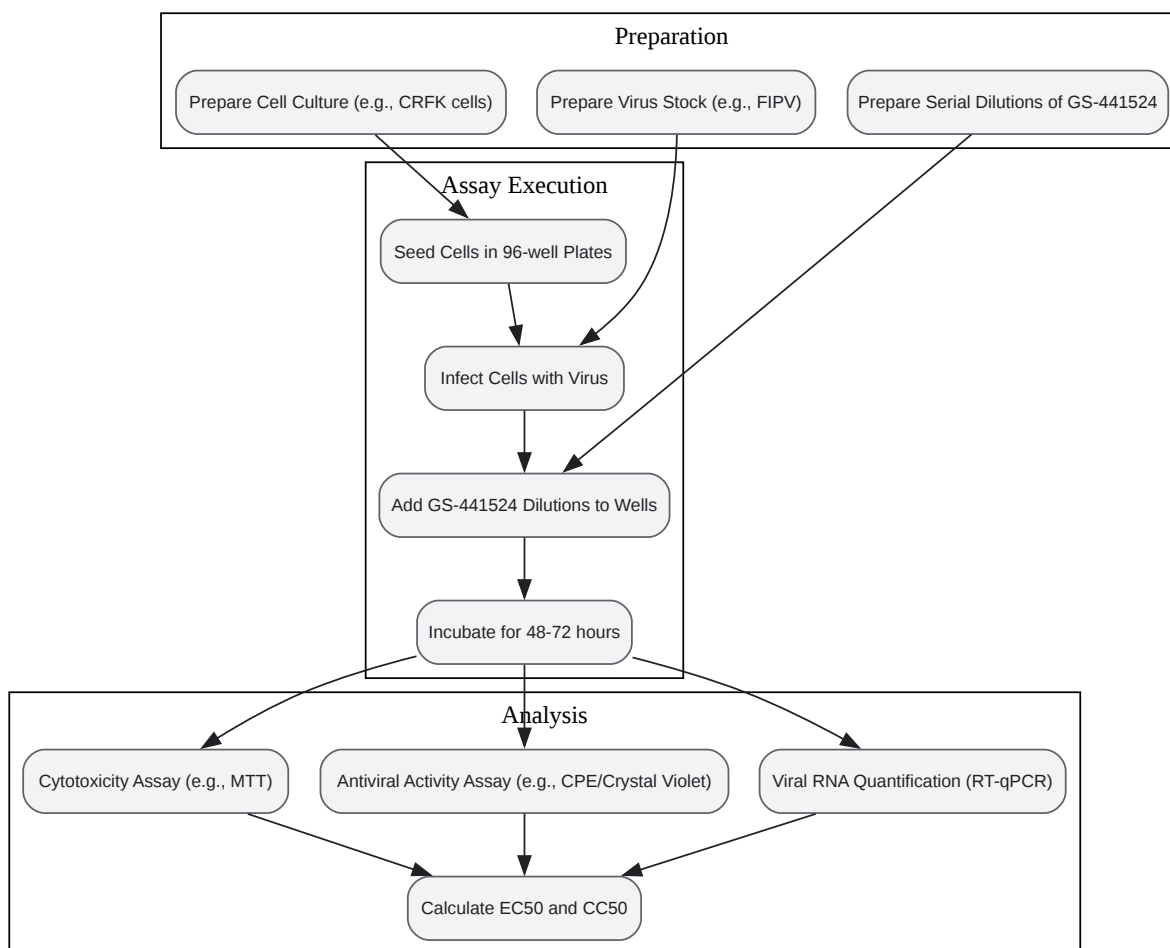 Preparation
Prepare Cell Culture (e.g., CRFK cells)
Prepare Virus Stock (e.g., FIPV)
Prepare Serial Dilutions of GS-441524
Assay Execution
Seed Cells in 96-well Plates
Infect Cells with Virus
Add GS-441524 Dilutions to Wells
Incubate for 48-72 hours
Analysis
Cytotoxicity Assay (e.g., MTT)
Antiviral Activity Assay (e.g., CPE/Crystal Violet)
Viral RNA Quantification (RT-qPCR)
Calculate EC50 and CC50